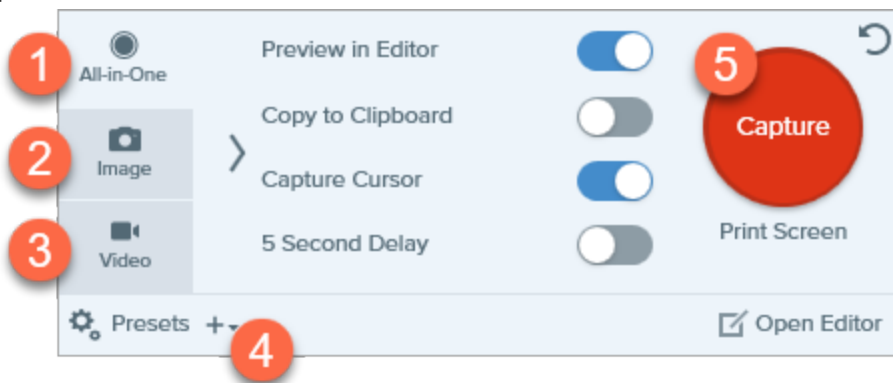 1
All-in-One
2
Image
3
Video
Preview in Editor
Copy to Clipboard
Capture Cursor
5 Second Delay
5
Capture
Print Screen
Presets +
4
Open Editor